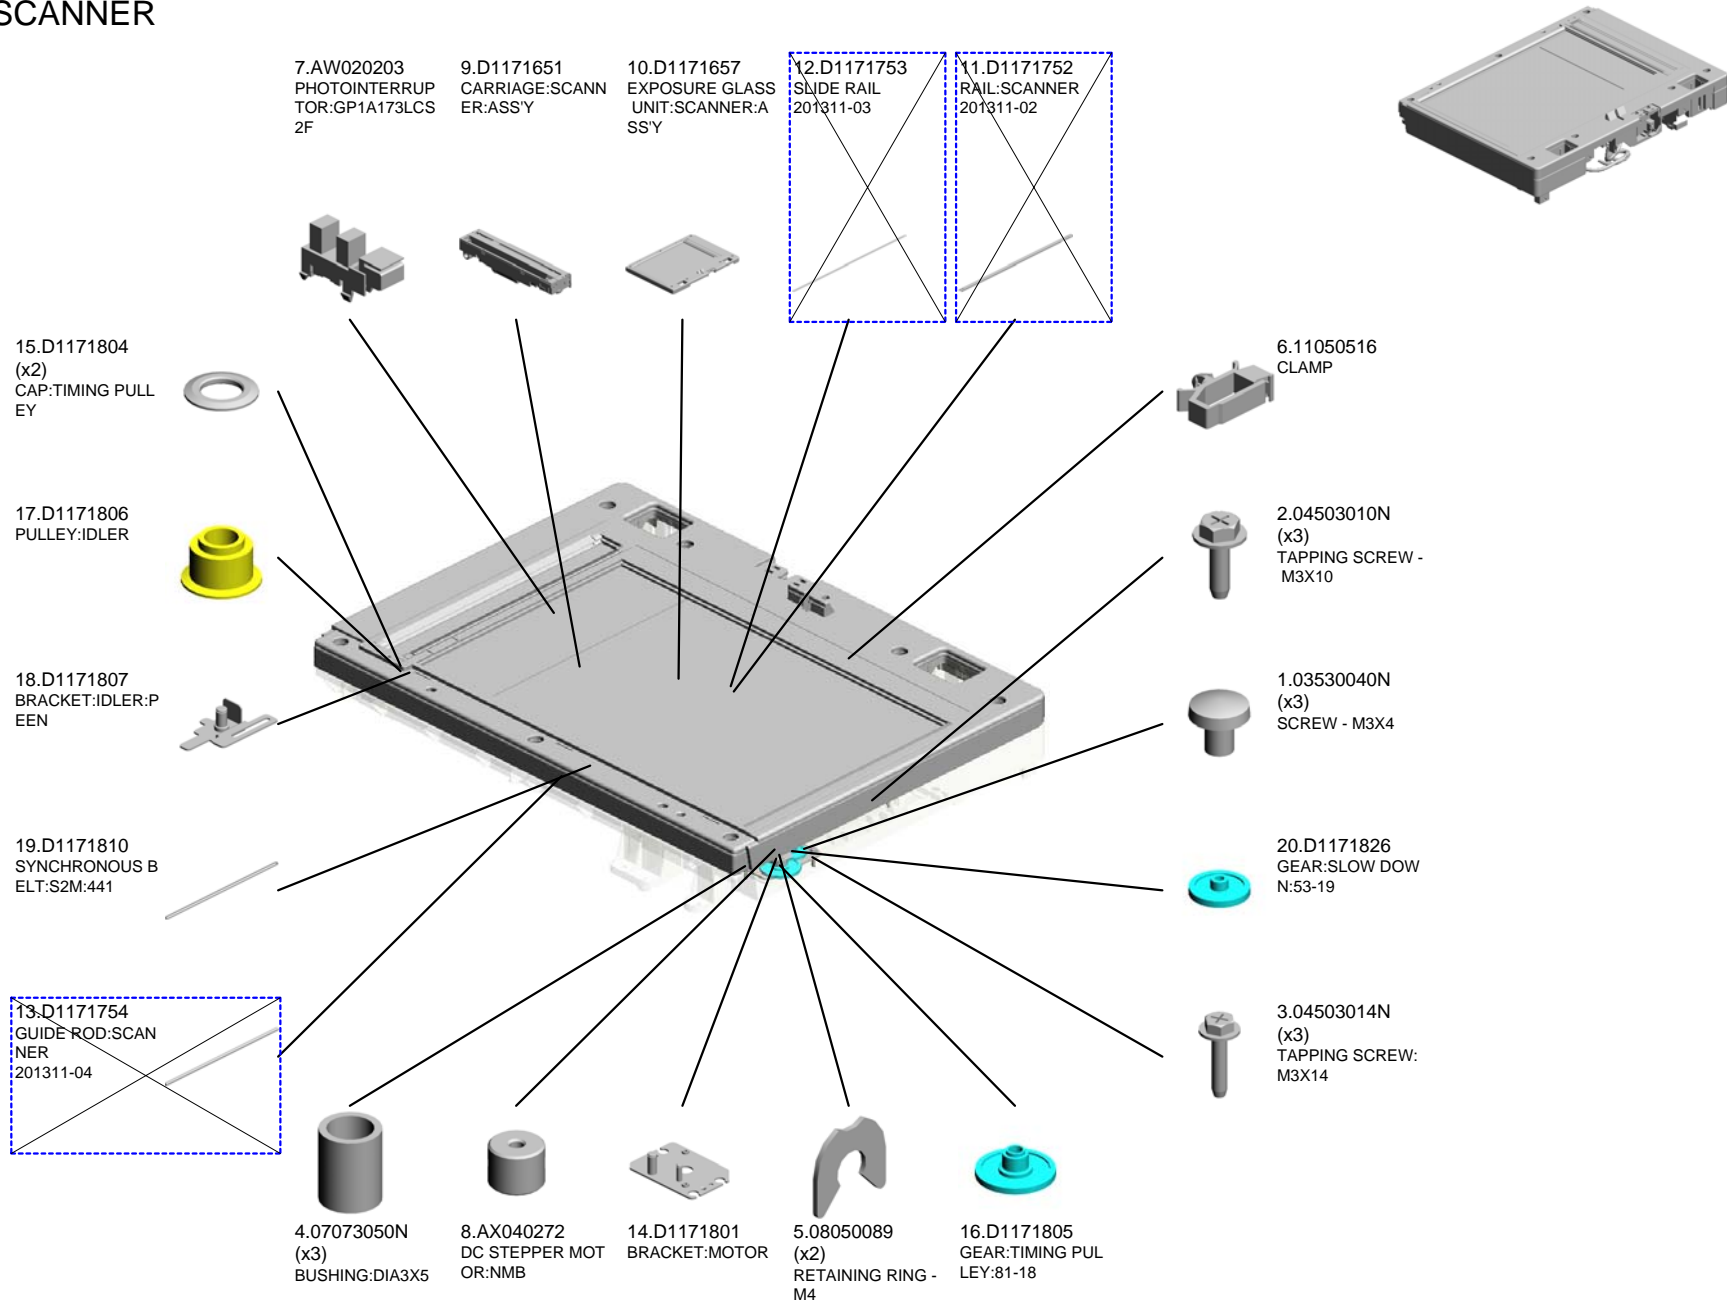 SCANNER
7.AW020203
PHOTOINTERRUP
TOR:GP1A173LCS
2F
9.D1171651
CARRIAGE:SCANN
ER:ASS'Y
10.D1171657
EXPOSURE GLASS
UNIT:SCANNER:A
SS'Y
12.D1171753
SLIDE RAIL
201311-03
11.D1171752
RAIL:SCANNER
201311-02
15.D1171804
(x2)
CAP:TIMING PULL
EY
6.11050516
CLAMP
17.D1171806
PULLEY:IDLER
2.04503010N
(x3)
TAPPING SCREW -
M3X10
18.D1171807
BRACKET:IDLER:P
EEN
1.03530040N
(x3)
SCREW - M3X4
19.D1171810
SYNCHRONOUS B
ELT:S2M:441
20.D1171826
GEAR:SLOW DOW
N:53-19
13.D1171754
GUIDE ROD:SCAN
NER
201311-04
3.04503014N
(x3)
TAPPING SCREW:
M3X14
4.07073050N
(x3)
BUSHING:DIA3X5
8.AX040272
DC STEPPER MOT
OR:NMB
14.D1171801
BRACKET:MOTOR
5.08050089
(x2)
RETAINING RING -
M4
16.D1171805
GEAR:TIMING PUL
LEY:81-18